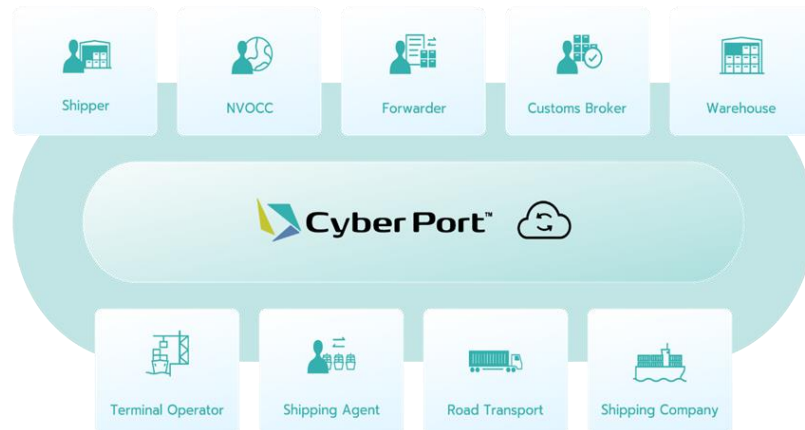 Shipper
NVOCC
Forwarder
Customs Broker
Warehouse
Cyber Port™
Terminal Operator
Shipping Agent
Road Transport
Shipping Company